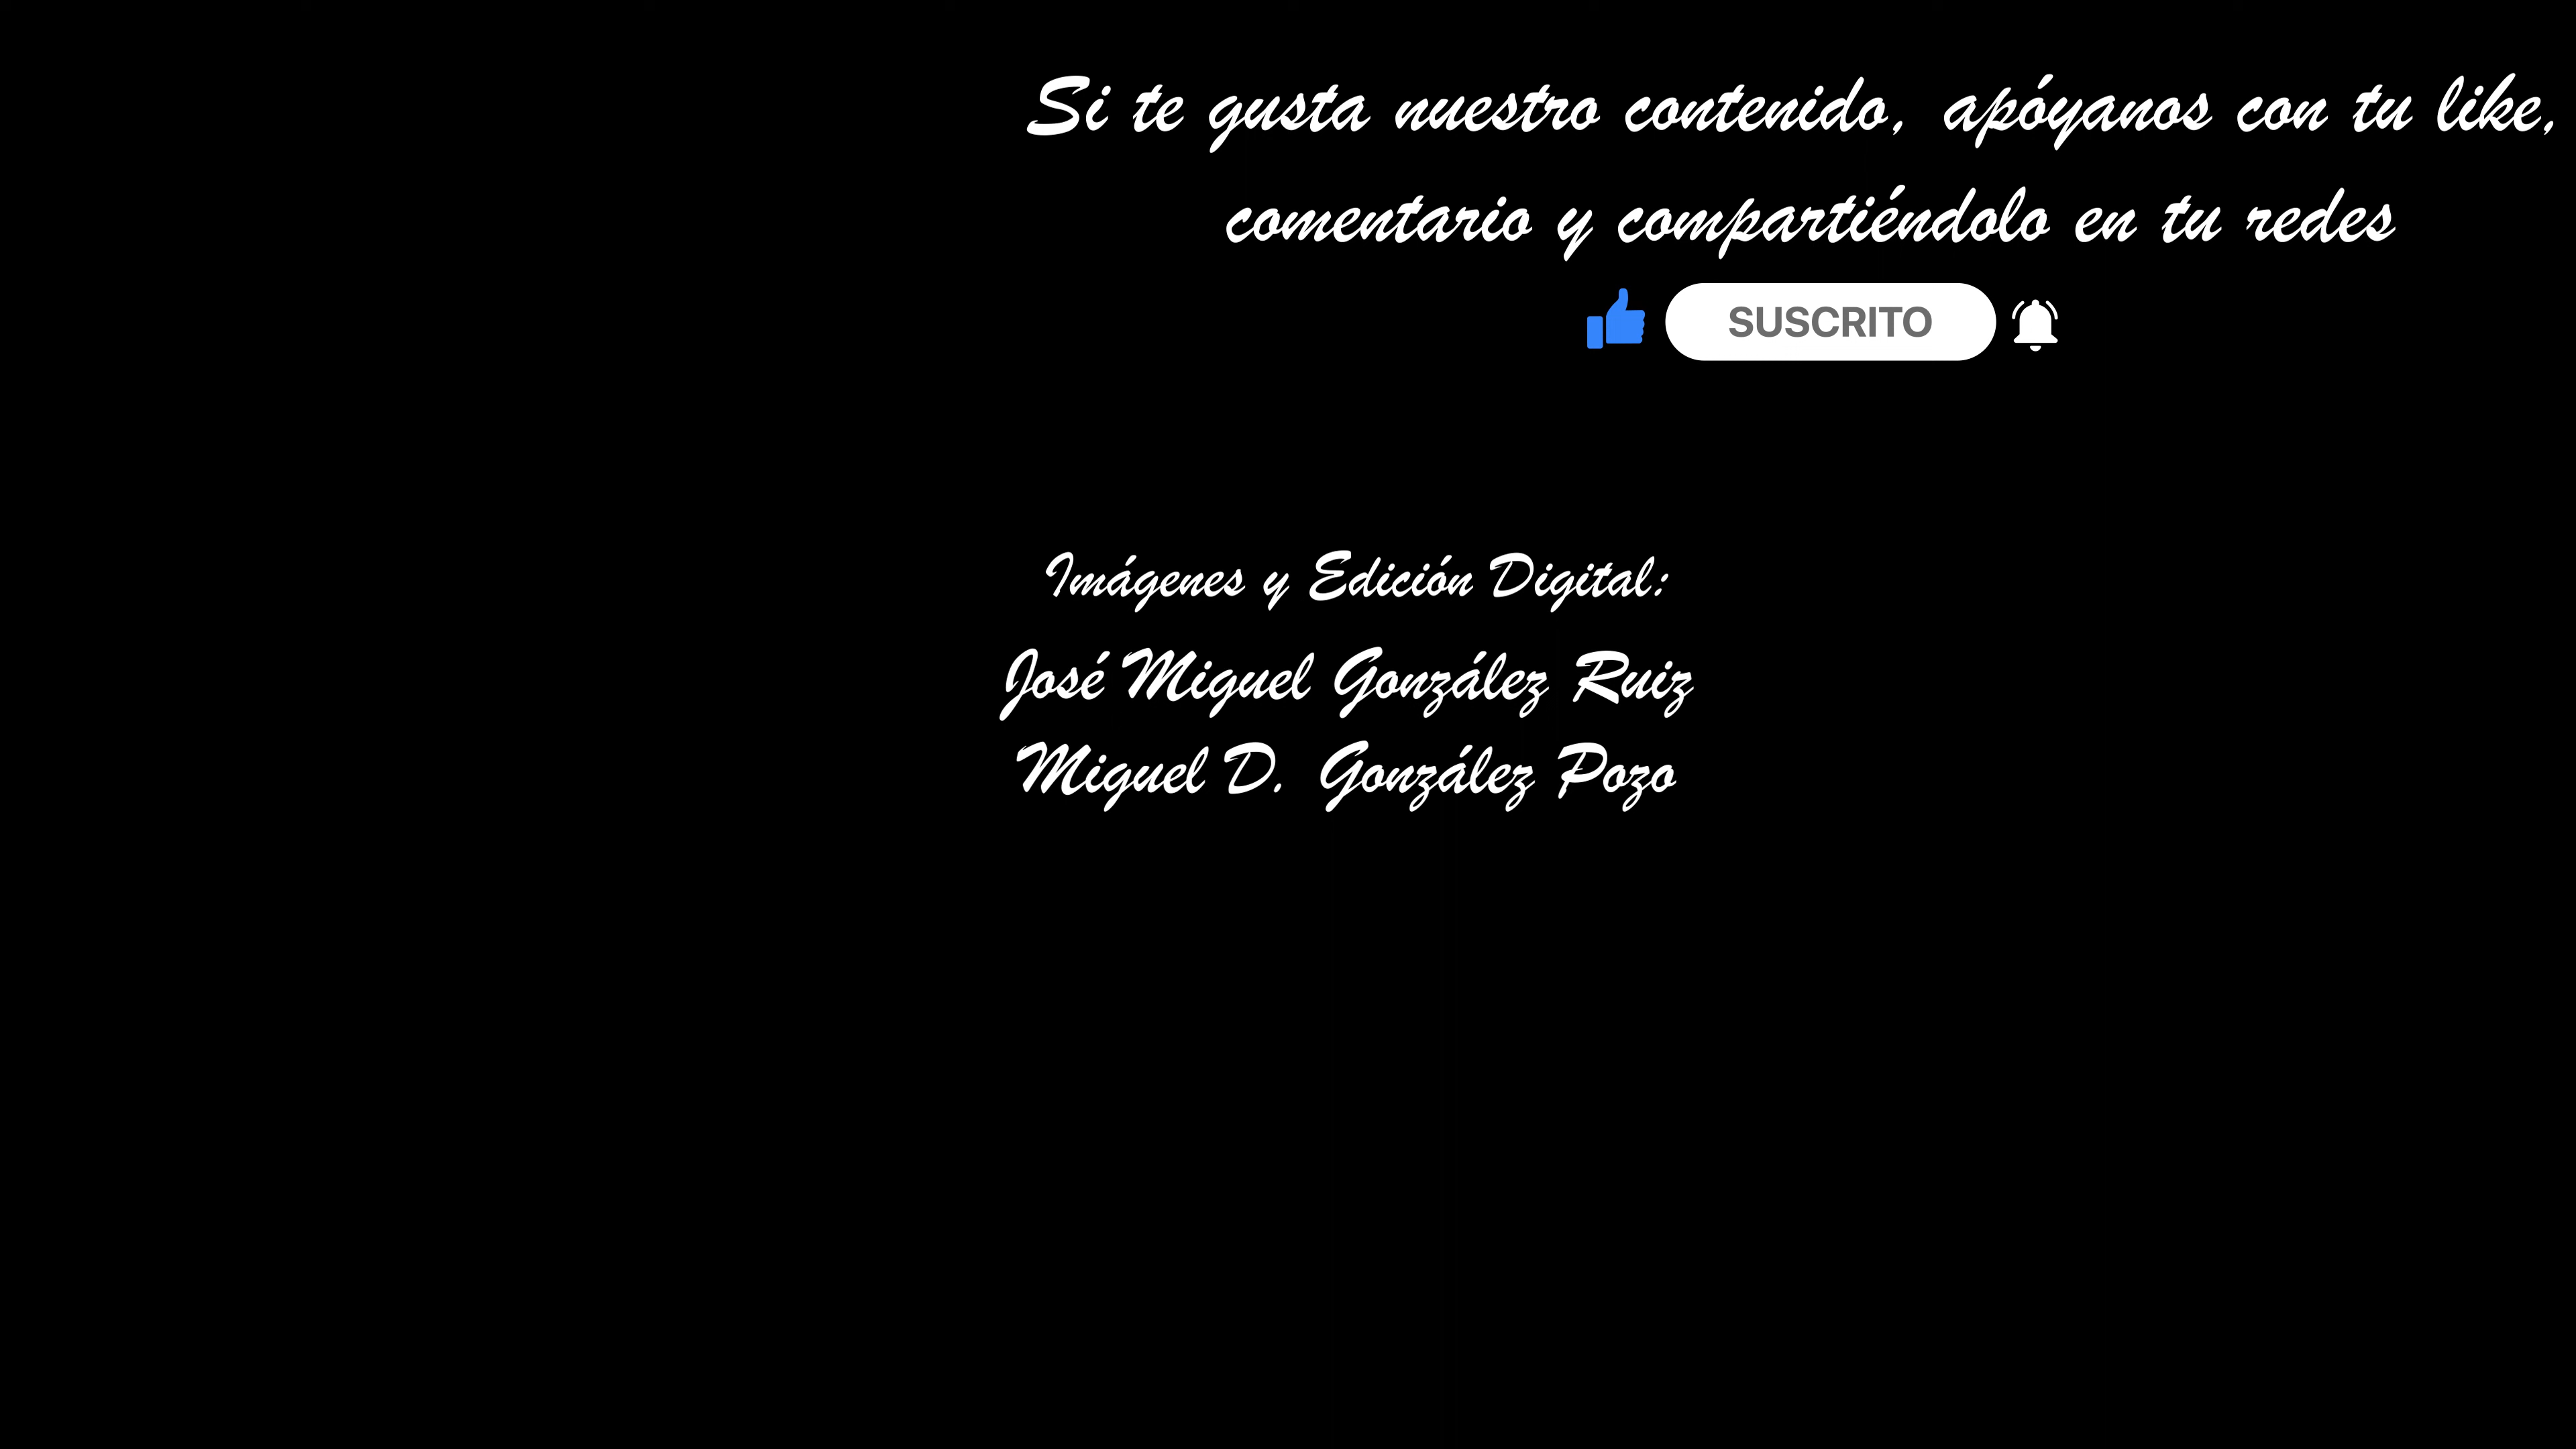 Si te gusta nuestro contenido, apóyanos con tu like,
comentario y compartiéndolo en tu redes
SUSCRITO
Imágenes y Edición Digital:
José Miguel González Ruiz
Miguel D. González Pozo